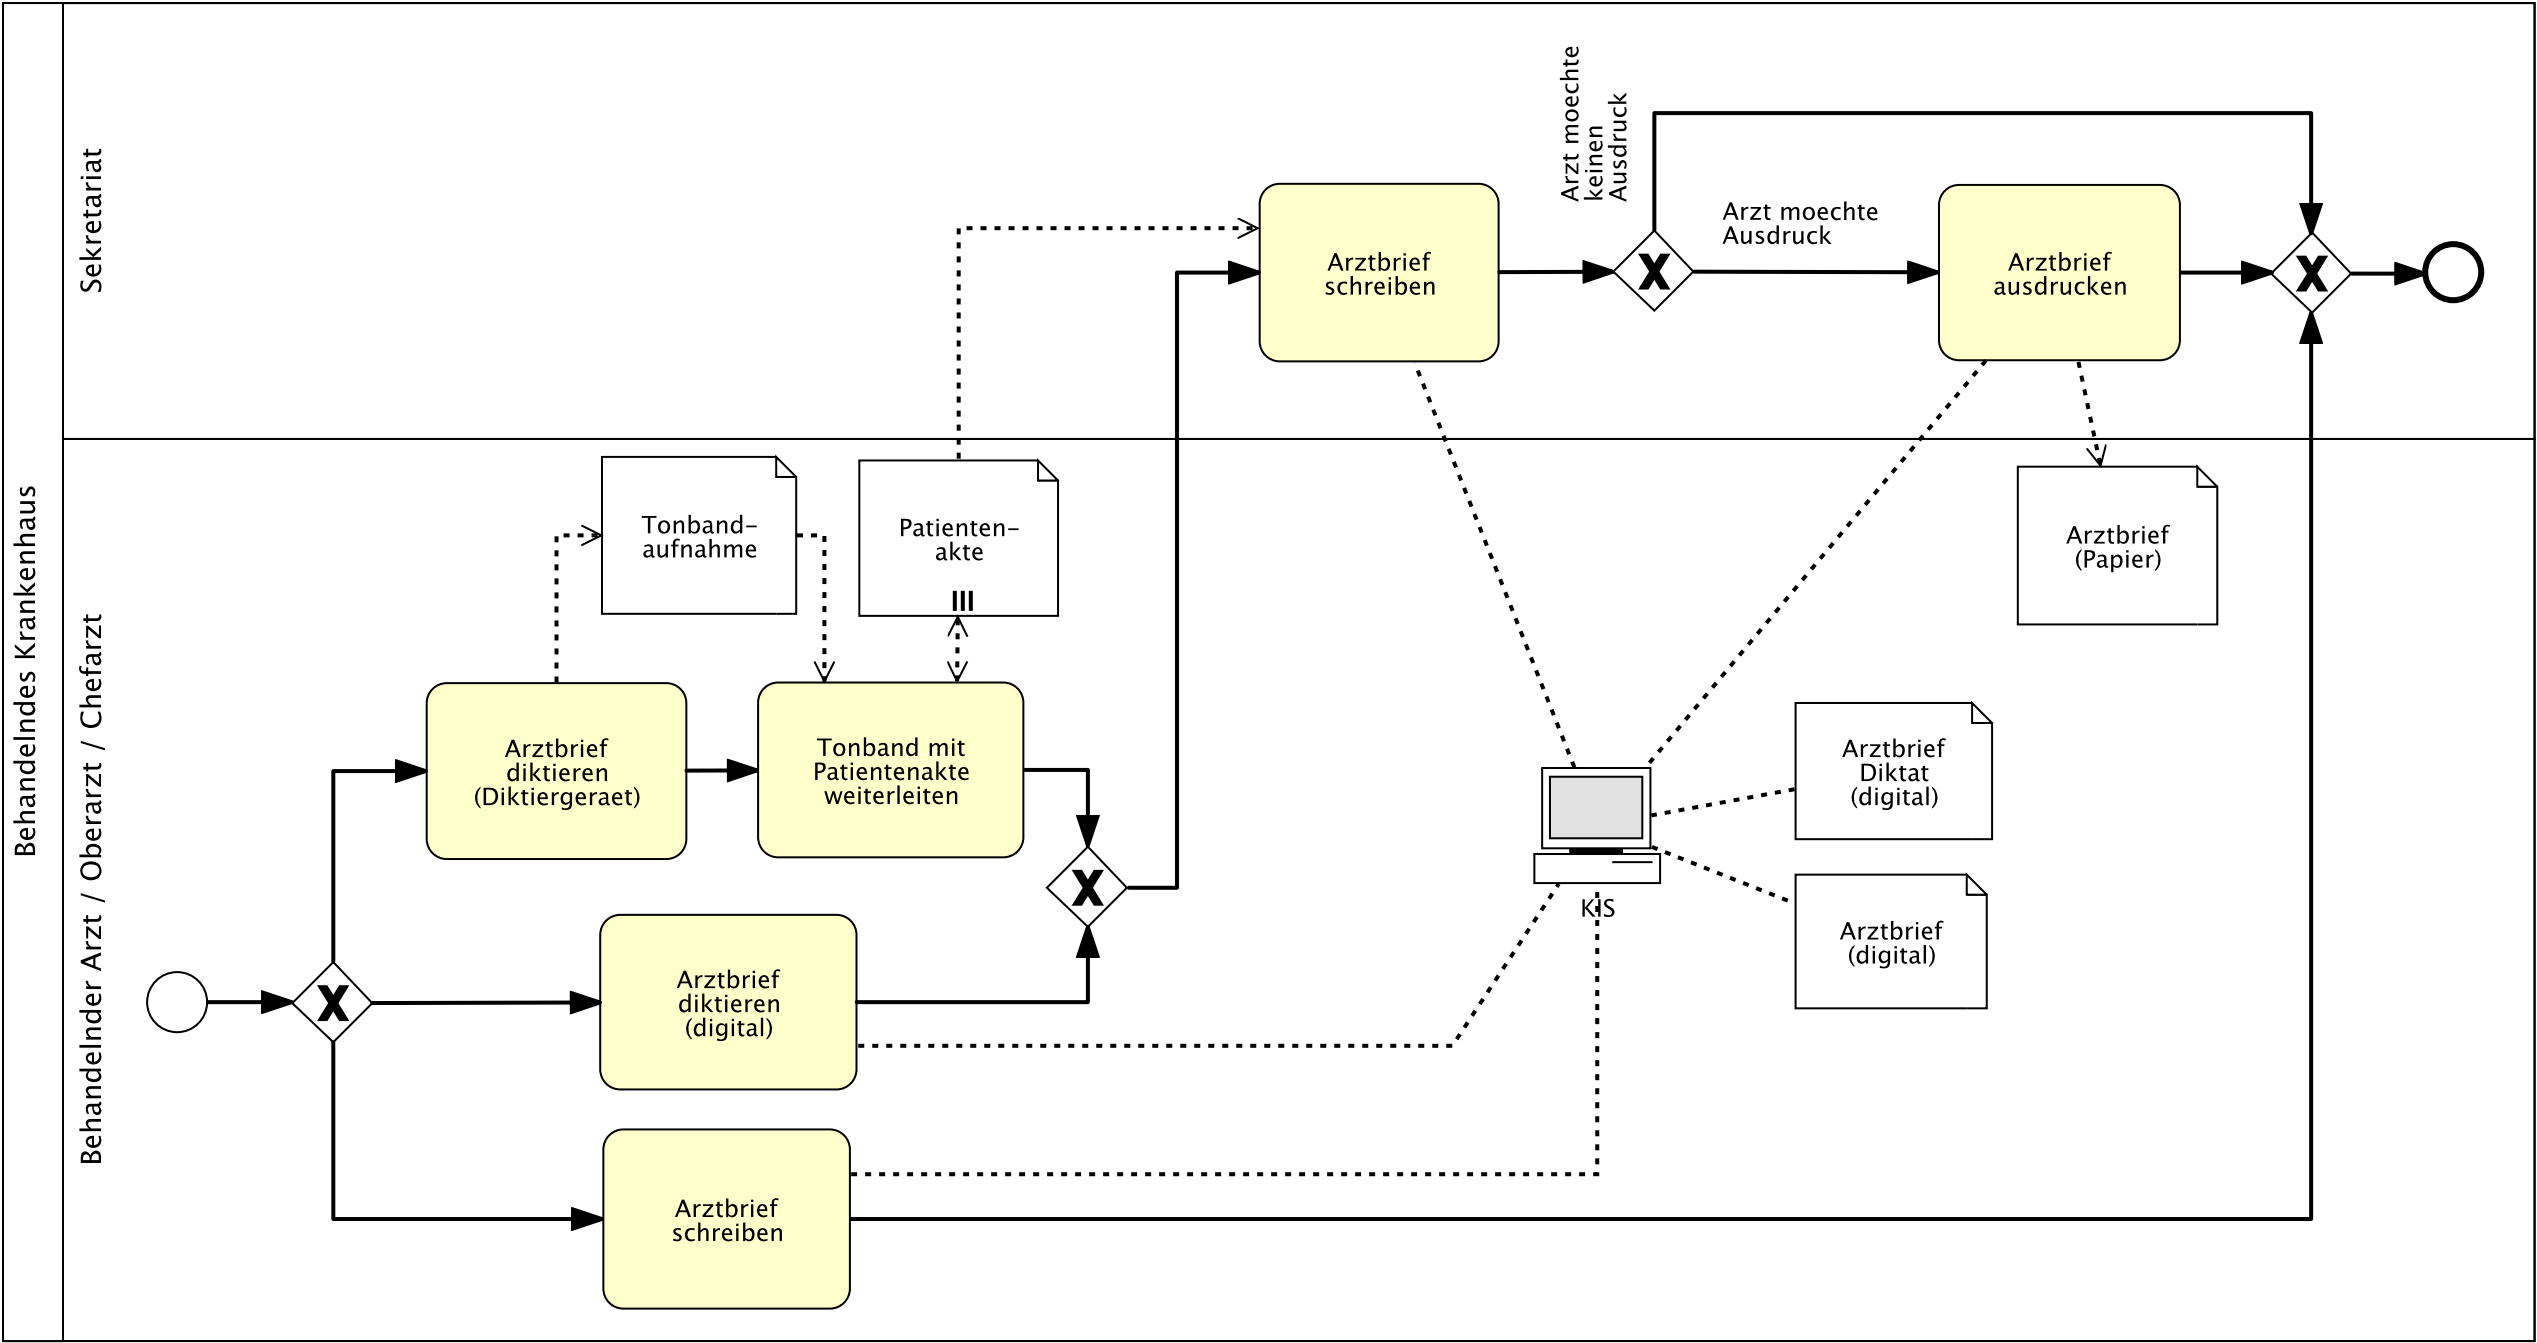 Behandelndes Krankenhaus
Sekretariat
Arzt moechte
keinen
Ausdruck
Arzt moechte
Ausdruck
Arztbrief
schreiben
Arztbrief
ausdrucken
Behandelnder Arzt / Oberarzt / Chefarzt
Tonband-
aufnahme
Patienten-
akte
Arztbrief
(Papier)
Arztbrief
diktieren
(Diktiergeraet)
Tonband mit
Patientenakte
weiterleiten
Arztbrief
Diktat
(digital)
KIS
Arztbrief
(digital)
Arztbrief
diktieren
(digital)
Arztbrief
schreiben